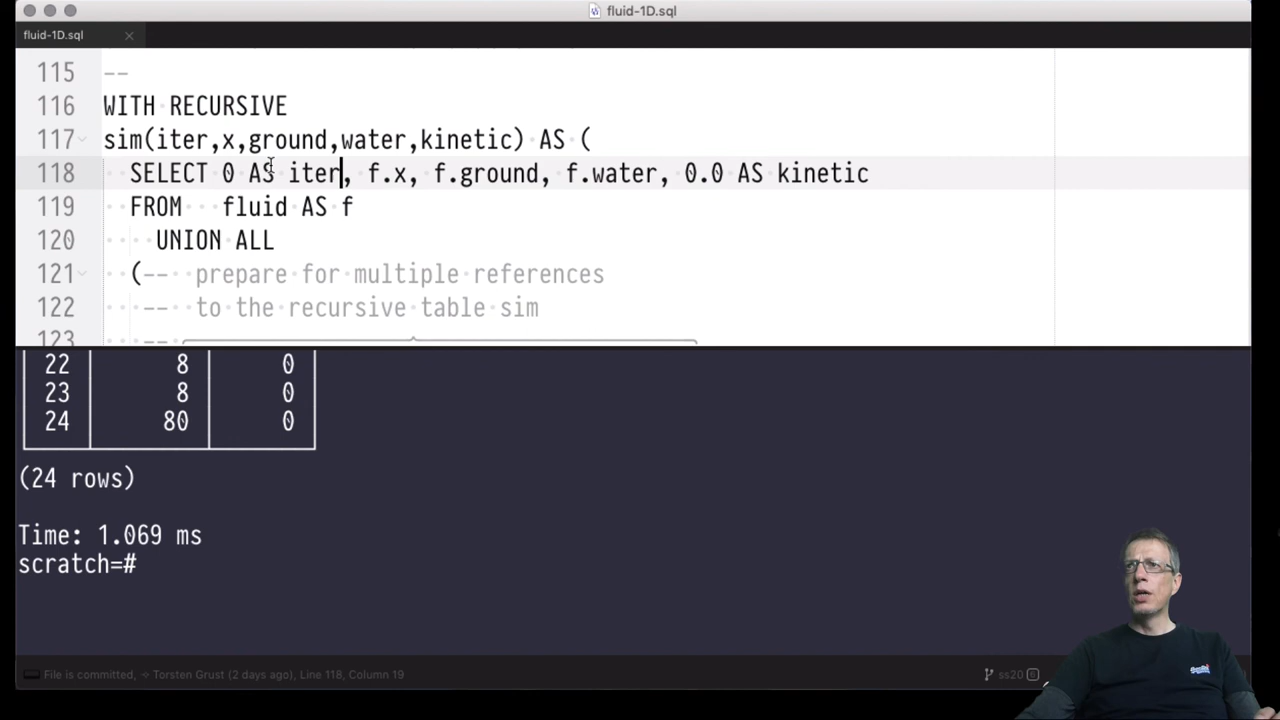 fluid-1D.sql
fluid-1D.sql
115 --
116 WITH RECURSIVE
117 sim(iter,x,ground,water,kinetic) AS (
118 SELECT 0 AS iter, f.x, f.ground, f.water, 0.0 AS kinetic
119 FROM fluid AS f
120 UNION ALL
121 (-- prepare for multiple references
122 -- to the recursive table sim
123 --
22 8 0
23 8 0
24 80 0
(24 rows)
Time: 1.069 ms
scratch=#
File is committed, Torsten Grust (2 days ago), Line 118, Column 19
ss20 6